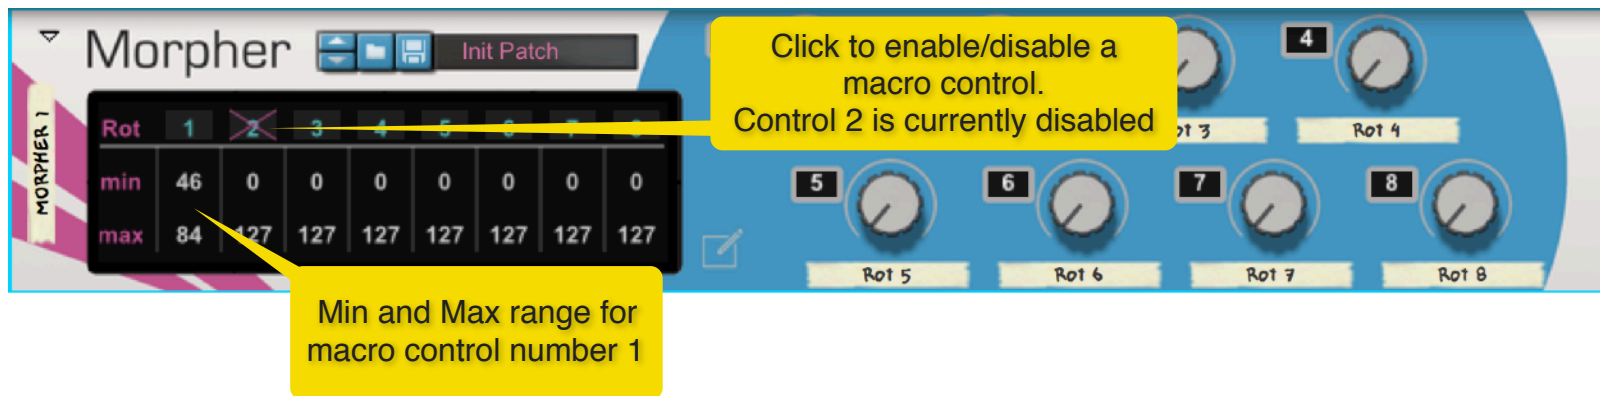 Morpher
Init Patch
Click to enable/disable a
macro control.
Control 2 is currently disabled
4
Rot 4
MORPHER 1
Rot 1 2 3 4 5 6 7
min 46 0 0 0 0 0 0 0
max 84 127 127 127 127 127 127 127
5 6 7 8
Rot 5 Rot 6 Rot 7 Rot 8
Min and Max range for
macro control number 1